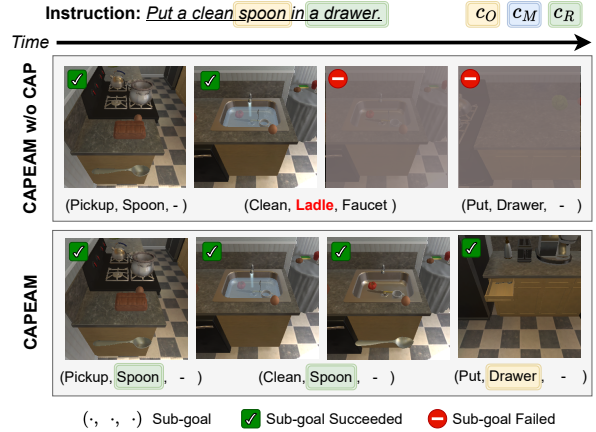 Instruction: Put a clean spoon in a drawer.
c_O c_M c_R
Time
CAPEAM w/o CAP
(Pickup, Spoon, - ) (Clean, Ladle, Faucet ) (Put, Drawer, - )
CAPEAM
(Pickup, Spoon, - ) (Clean, Spoon, - ) (Put, Drawer, - )
(·, ·, ·) Sub-goal Sub-goal Succeeded Sub-goal Failed